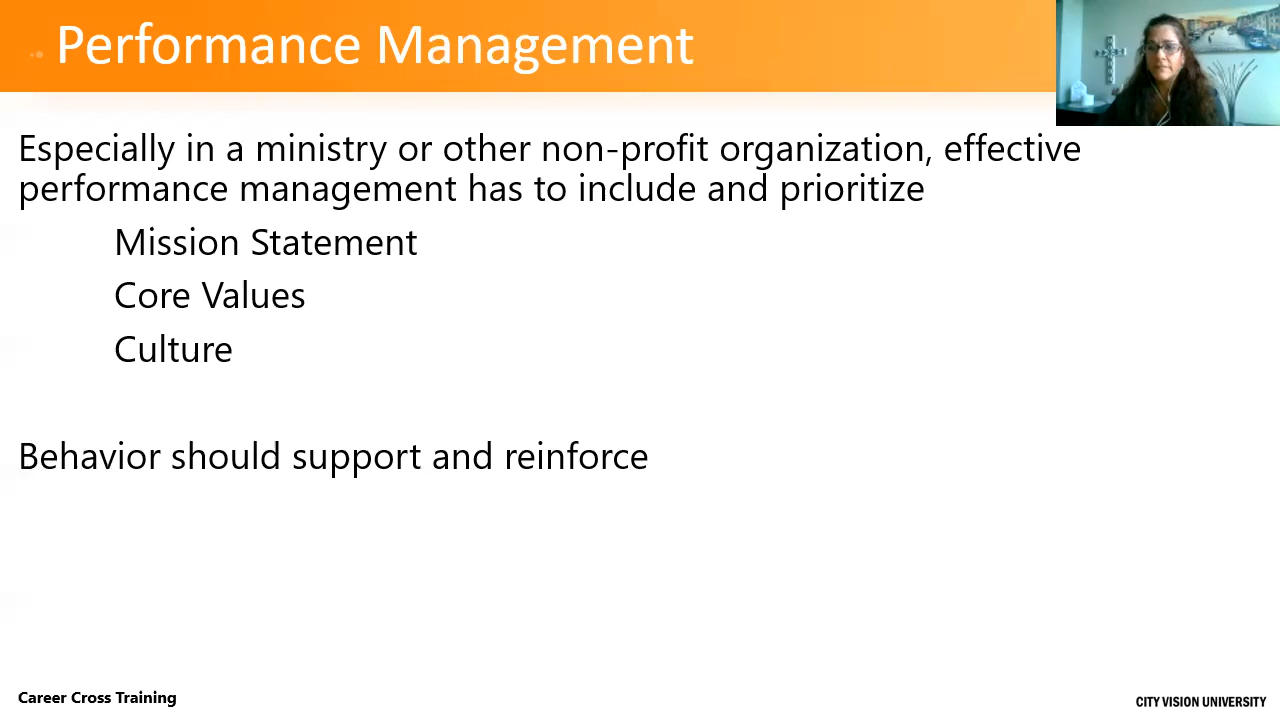 Performance Management
Especially in a ministry or other non-profit organization, effective
performance management has to include and prioritize
Mission Statement
Core Values
Culture
Behavior should support and reinforce
Career Cross Training
CITY VISION UNIVERSITY